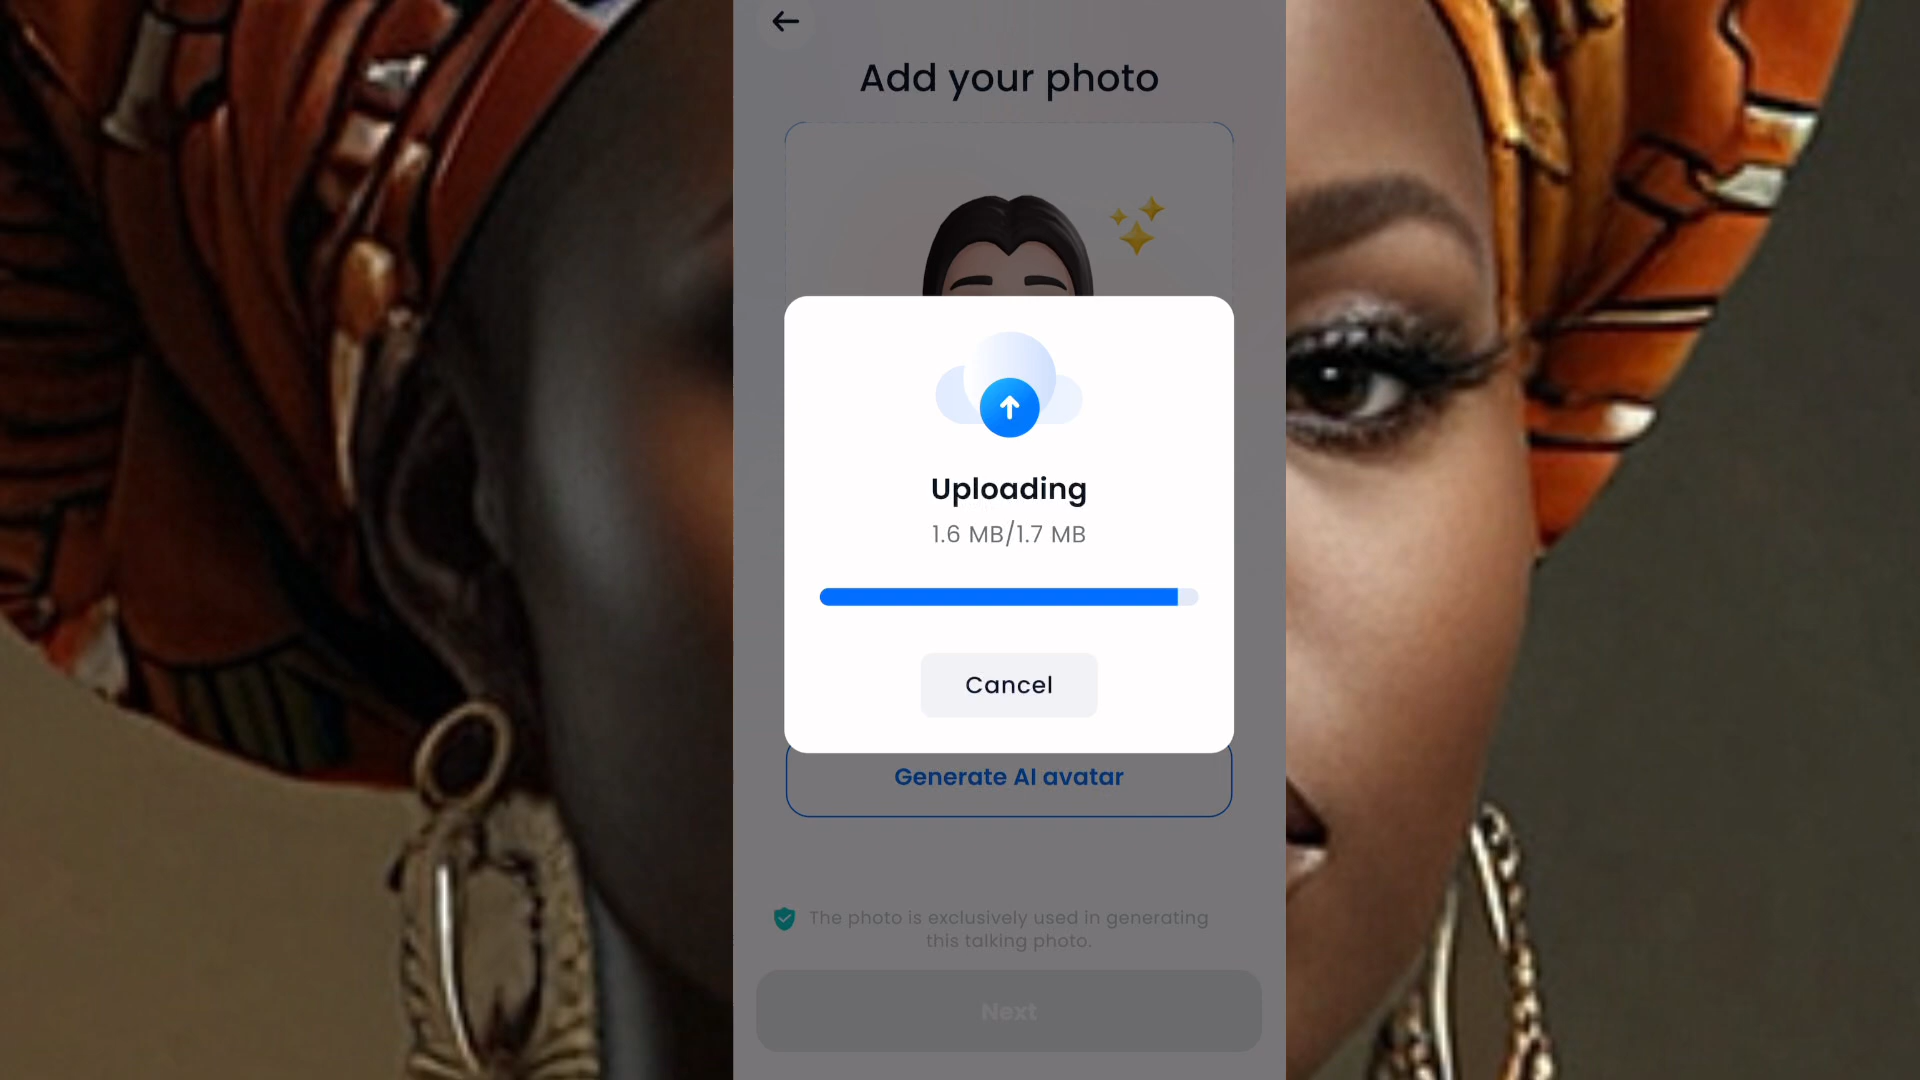 Add your photo
Uploading
1.6 MB/1.7 MB
Cancel
Generate AI avatar
The photo is exclusively used in generating
this talking photo.
Next